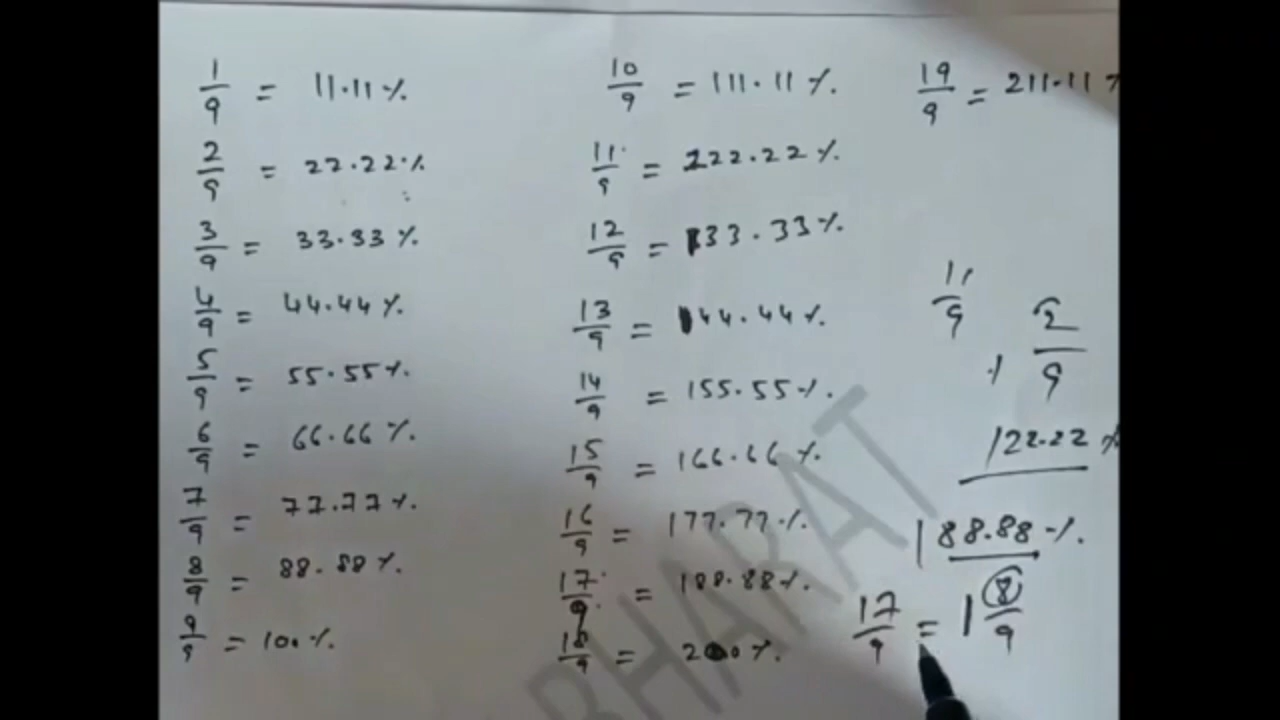 1/9 = 11.11%
2/9 = 22.22%
3/9 = 33.33%
4/9 = 44.44%
5/9 = 55.55%
6/9 = 66.66%
7/9 = 77.77%
8/9 = 88.88%
9/9 = 100%
10/9 = 111.11%
11/9 = 122.22%
12/9 = 133.33%
13/9 = 144.44%
14/9 = 155.55%
15/9 = 166.66%
16/9 = 177.77%
17/9 = 188.88%
18/9 = 200%
19/9 = 211.11%
11/9
1 2/9
122.22%
188.88%
17/9 = 1 8/9
BHARAT